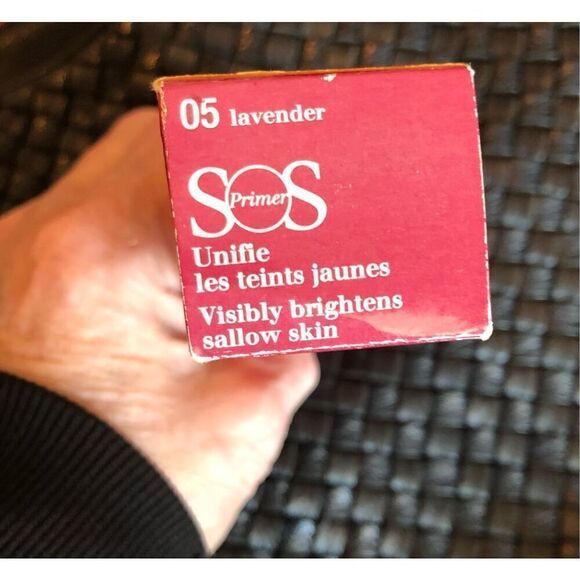 05 lavender
SOS
Primer
Unifie
les teints jaunes
Visibly brightens
sallow skin